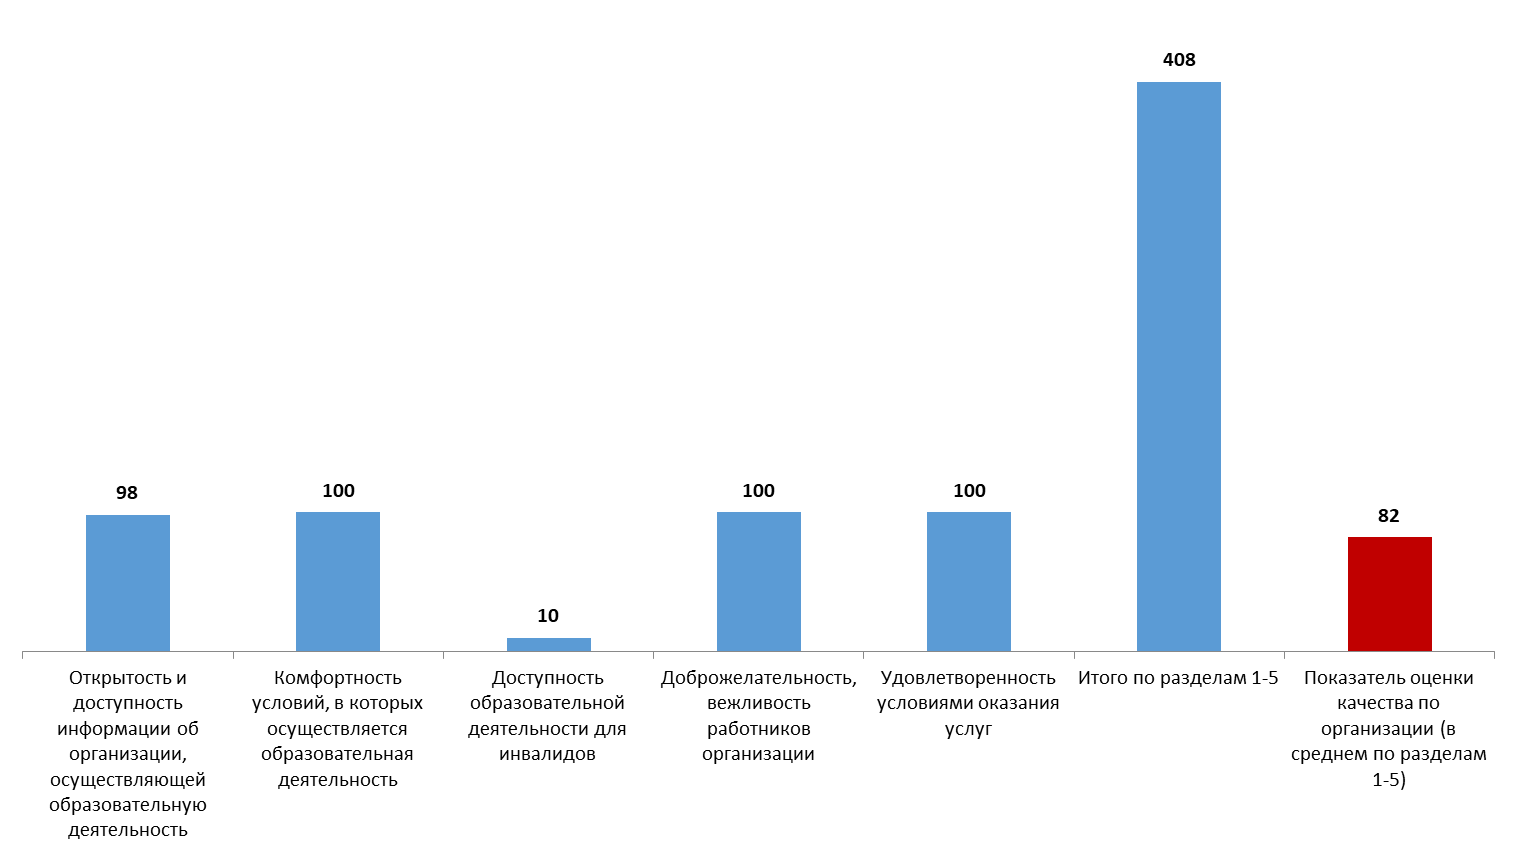 408
98
100
10
100
100
82
Открытость и
доступность
информации об
организации,
осуществляющей
образовательную
деятельность
Комфортность
условий, в которых
осуществляется
образовательная
деятельность
Доступность
образовательной
деятельности для
инвалидов
Доброжелательность,
вежливость
работников
организации
Удовлетворенность
условиями оказания
услуг
Итого по разделам 1-5
Показатель оценки
качества по
организации (в
среднем по разделам
1-5)